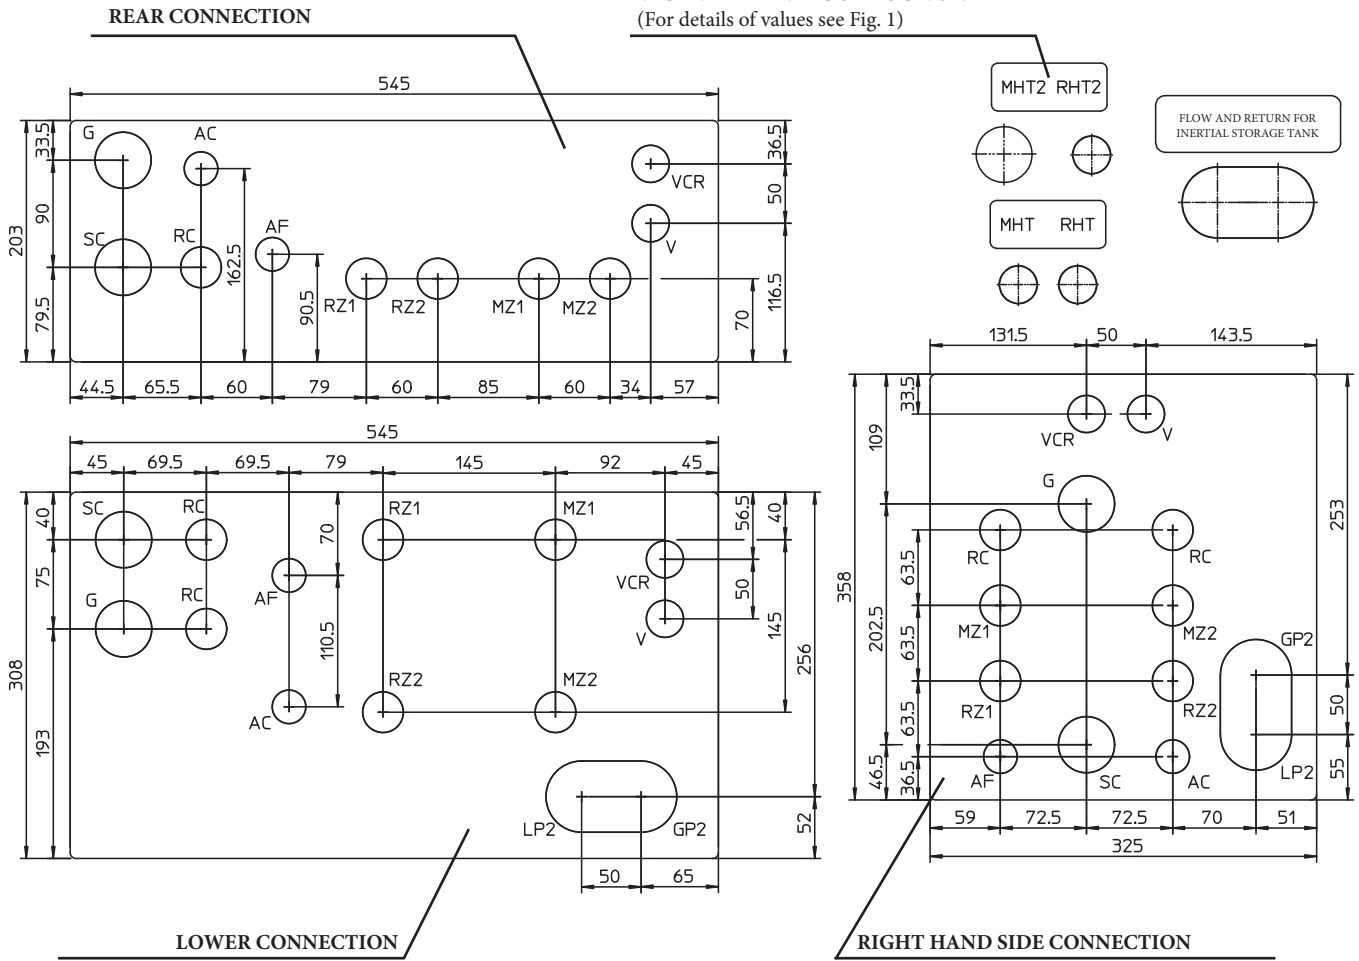 REAR CONNECTION
(For details of values see Fig. 1)
545
33.5
90
203
79.5
G
AC
SC
RC
AF
162.5
90.5
RZ1
RZ2
MZ1
MZ2
VCR
V
36.5
50
116.5
70
44.5
65.5
60
79
60
85
60
34
57
MHT2 RHT2
MHT RHT
FLOW AND RETURN FOR
INERTIAL STORAGE TANK
545
45
69.5
69.5
79
145
92
45
40
75
308
193
SC
RC
G
RC
70
AF
110.5
AC
RZ1
MZ1
RZ2
MZ2
VCR
V
56.5
40
50
145
256
52
LP2
GP2
50
65
LOWER CONNECTION
131.5
50
143.5
33.5
109
358
202.5
63.5
63.5
63.5
46.5
36.5
VCR
V
G
RC
RC
MZ1
MZ2
RZ1
RZ2
AF
SC
AC
GP2
LP2
253
50
55
59
72.5
72.5
70
51
325
RIGHT HAND SIDE CONNECTION